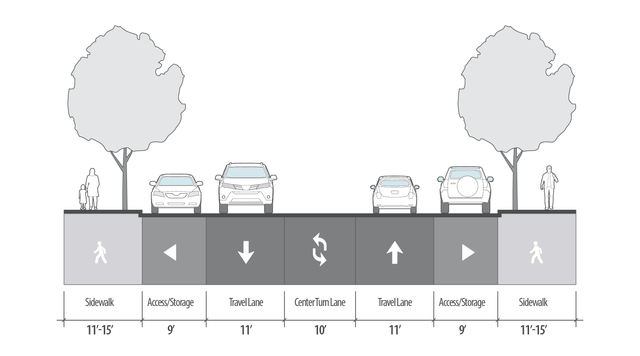 Sidewalk Access/Storage Travel Lane Center Turn Lane Travel Lane Access/Storage Sidewalk
11'-15' 9' 11' 10' 11' 9' 11'-15'